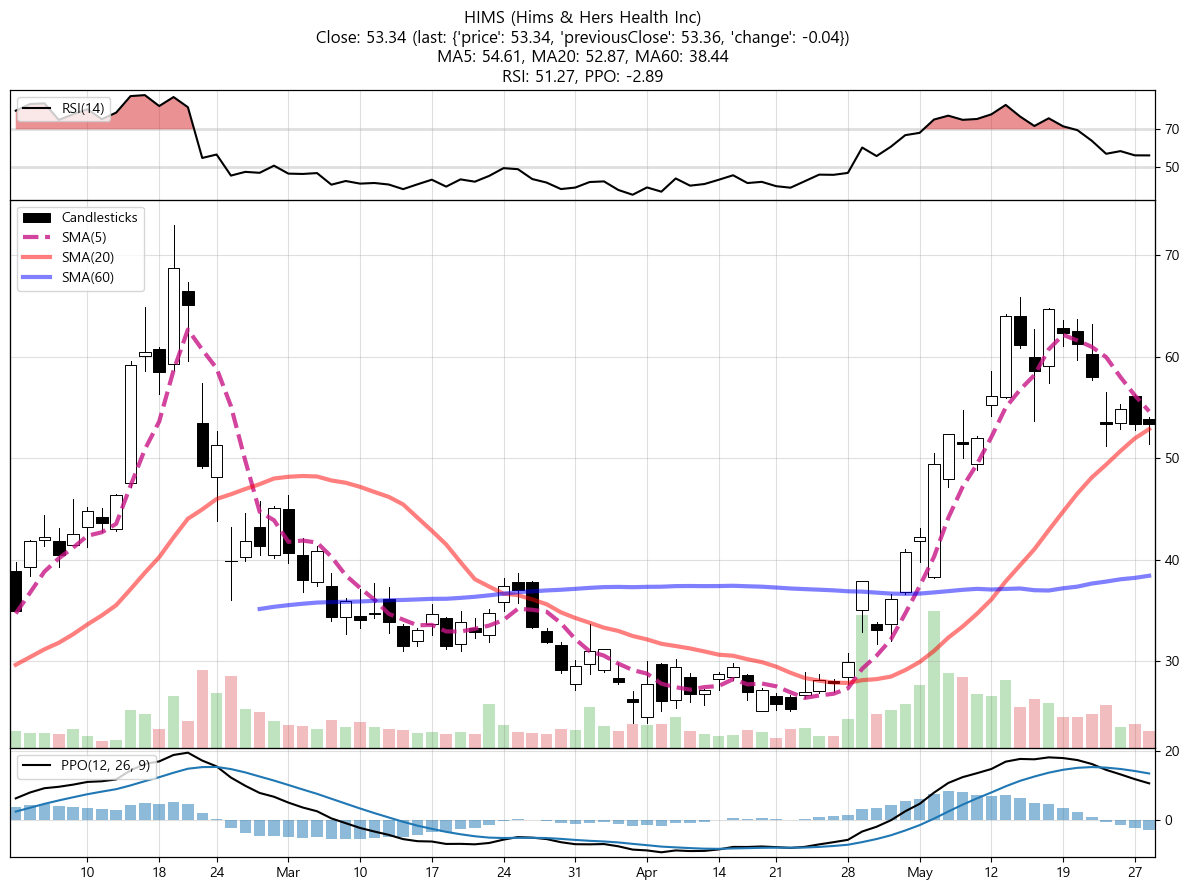 HIMS (Hims & Hers Health Inc)
Close: 53.34 (last: {'price': 53.34, 'previousClose': 53.36, 'change': -0.04})
MA5: 54.61, MA20: 52.87, MA60: 38.44
RSI: 51.27, PPO: -2.89
RSI(14)
70
50
Candlesticks
SMA(5)
SMA(20)
SMA(60)
70
60
50
40
30
PPO(12, 26, 9)
20
0
10 18 24 Mar 10 17 24 31 Apr 14 21 28 May 12 19 27